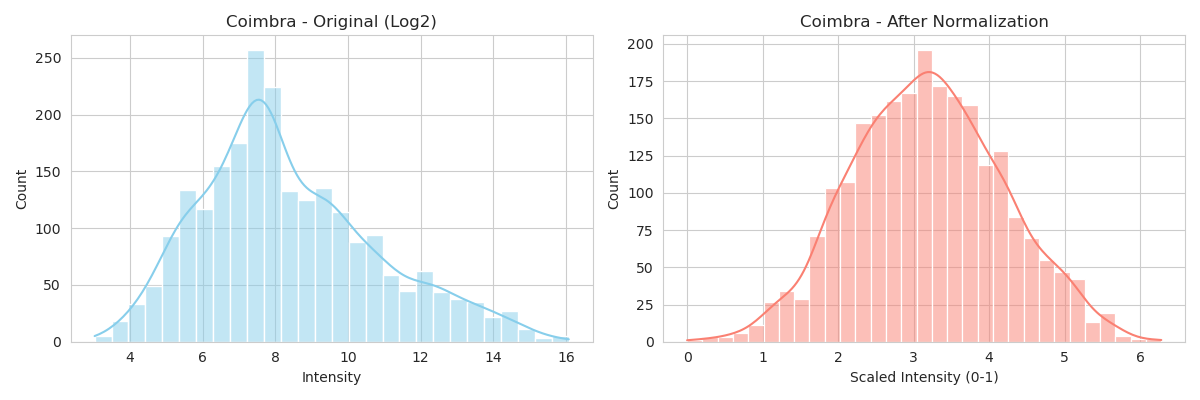 Coimbra - Original (Log2)
250
200
150
100
50
0
Count
4 6 8 10 12 14 16
Intensity
Coimbra - After Normalization
200
175
150
125
100
75
50
25
0
Count
0 1 2 3 4 5 6
Scaled Intensity (0-1)